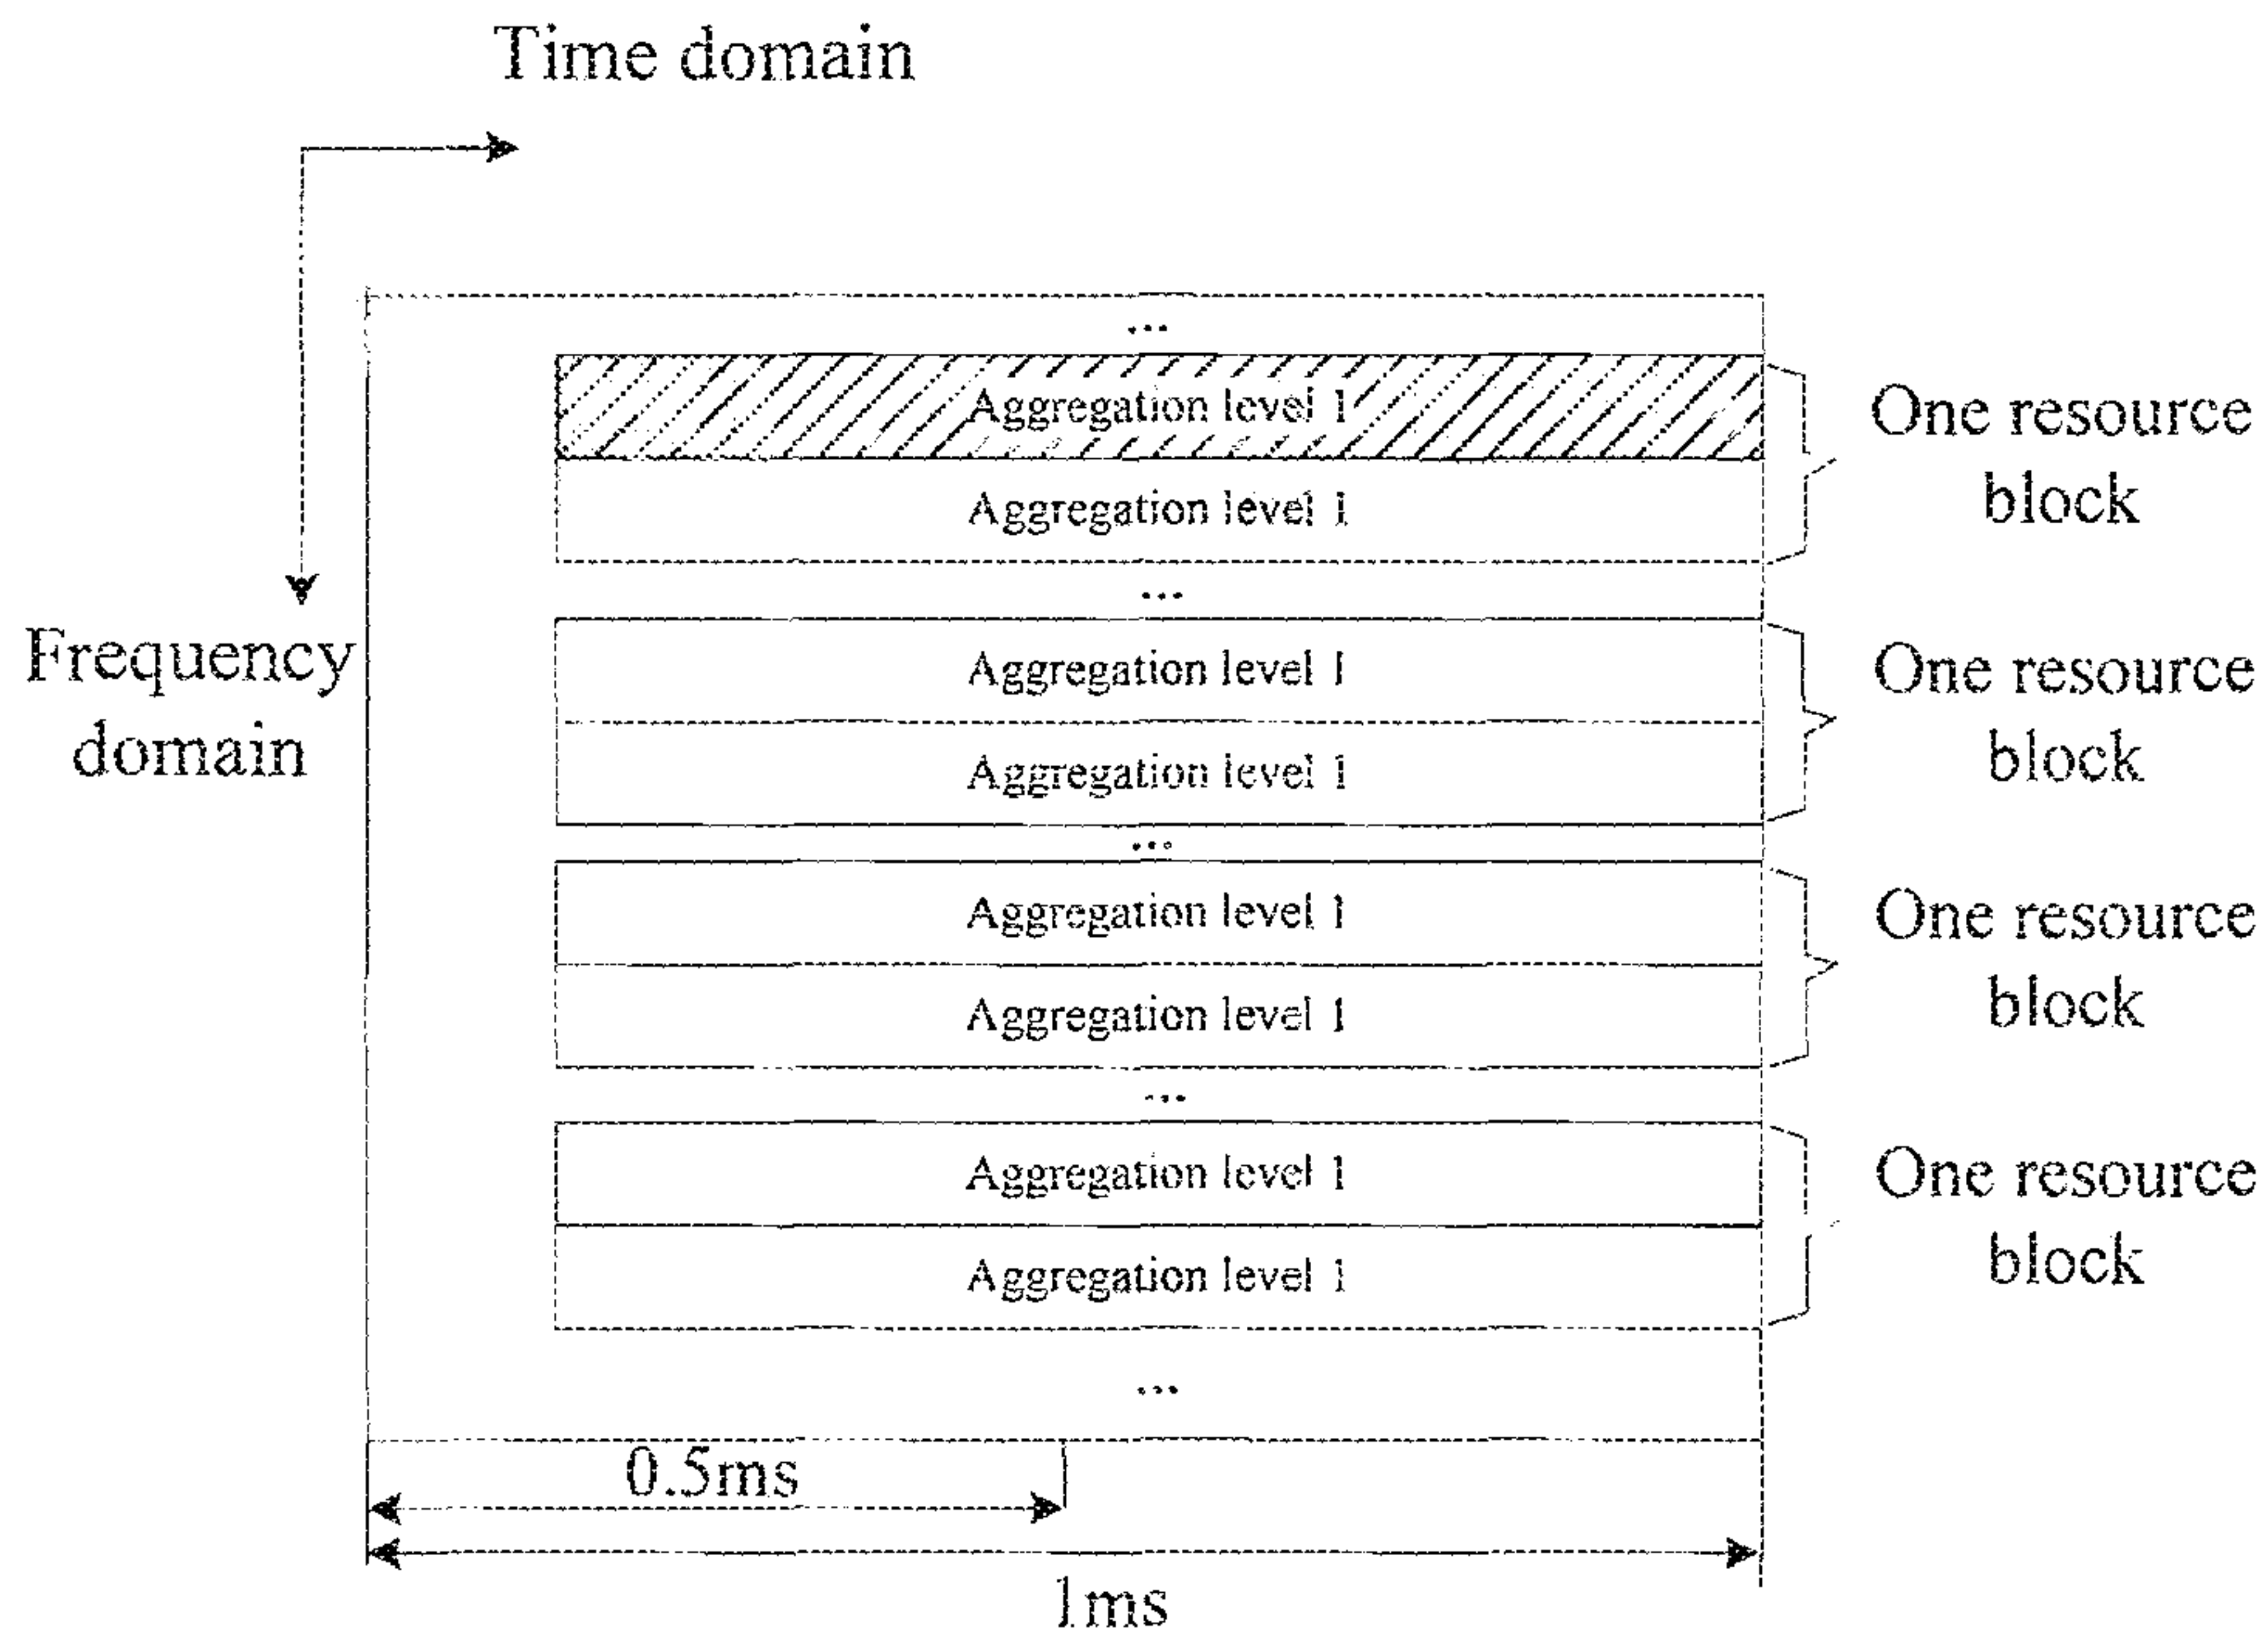 Time domain
...
Aggregation level 1
Aggregation level 1
One resource
block
...
Frequency
domain
Aggregation level 1
Aggregation level 1
One resource
block
...
Aggregation level 1
Aggregation level 1
One resource
block
...
Aggregation level 1
Aggregation level 1
One resource
block
...
0.5ms
1ms